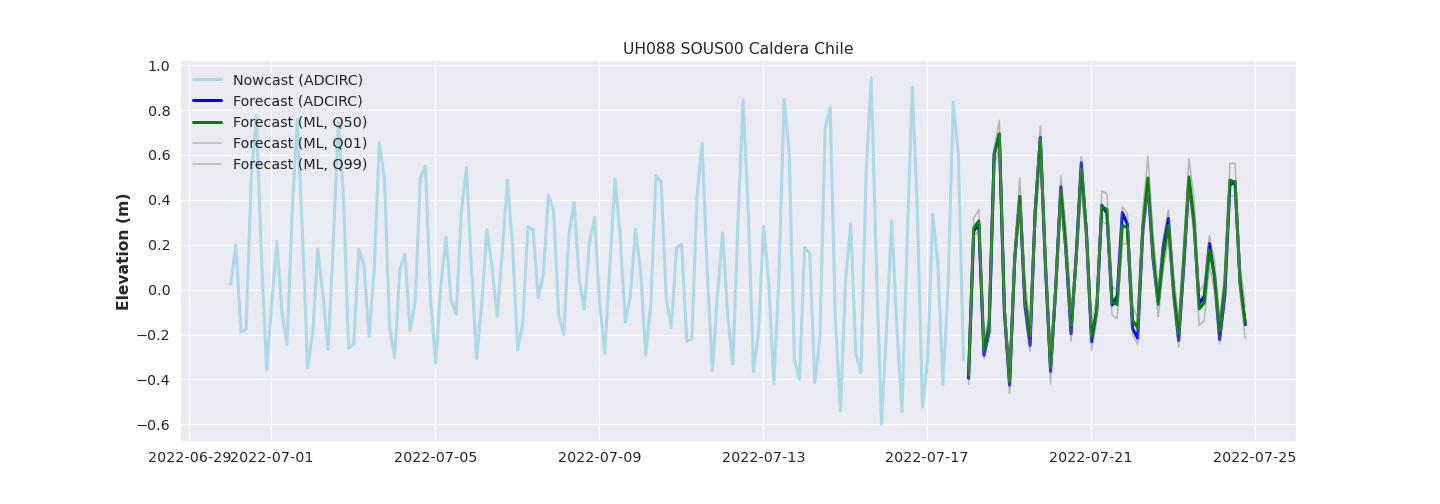 UH088 SOUS00 Caldera Chile
Nowcast (ADCIRC)
Forecast (ADCIRC)
Forecast (ML, Q50)
Forecast (ML, Q01)
Forecast (ML, Q99)
Elevation (m)
1.0
0.8
0.6
0.4
0.2
0.0
−0.2
−0.4
−0.6
2022-06-29 2022-07-01 2022-07-05 2022-07-09 2022-07-13 2022-07-17 2022-07-21 2022-07-25